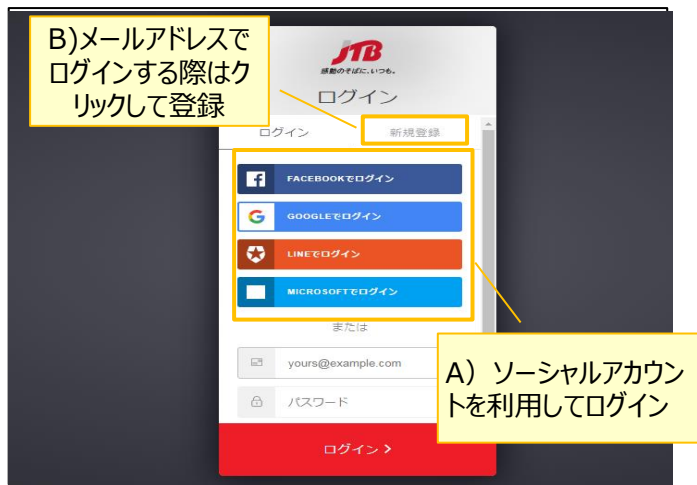 B)メールアドレスで
ログインする際はク
リックして登録
JTB
感動のそばに、いつも。
ログイン
ログイン 新規登録
FACEBOOKでログイン
GOOGLEでログイン
LINEでログイン
MICROSOFTでログイン
または
yours@example.com
パスワード
A）ソーシャルアカウン
トを利用してログイン
ログイン >